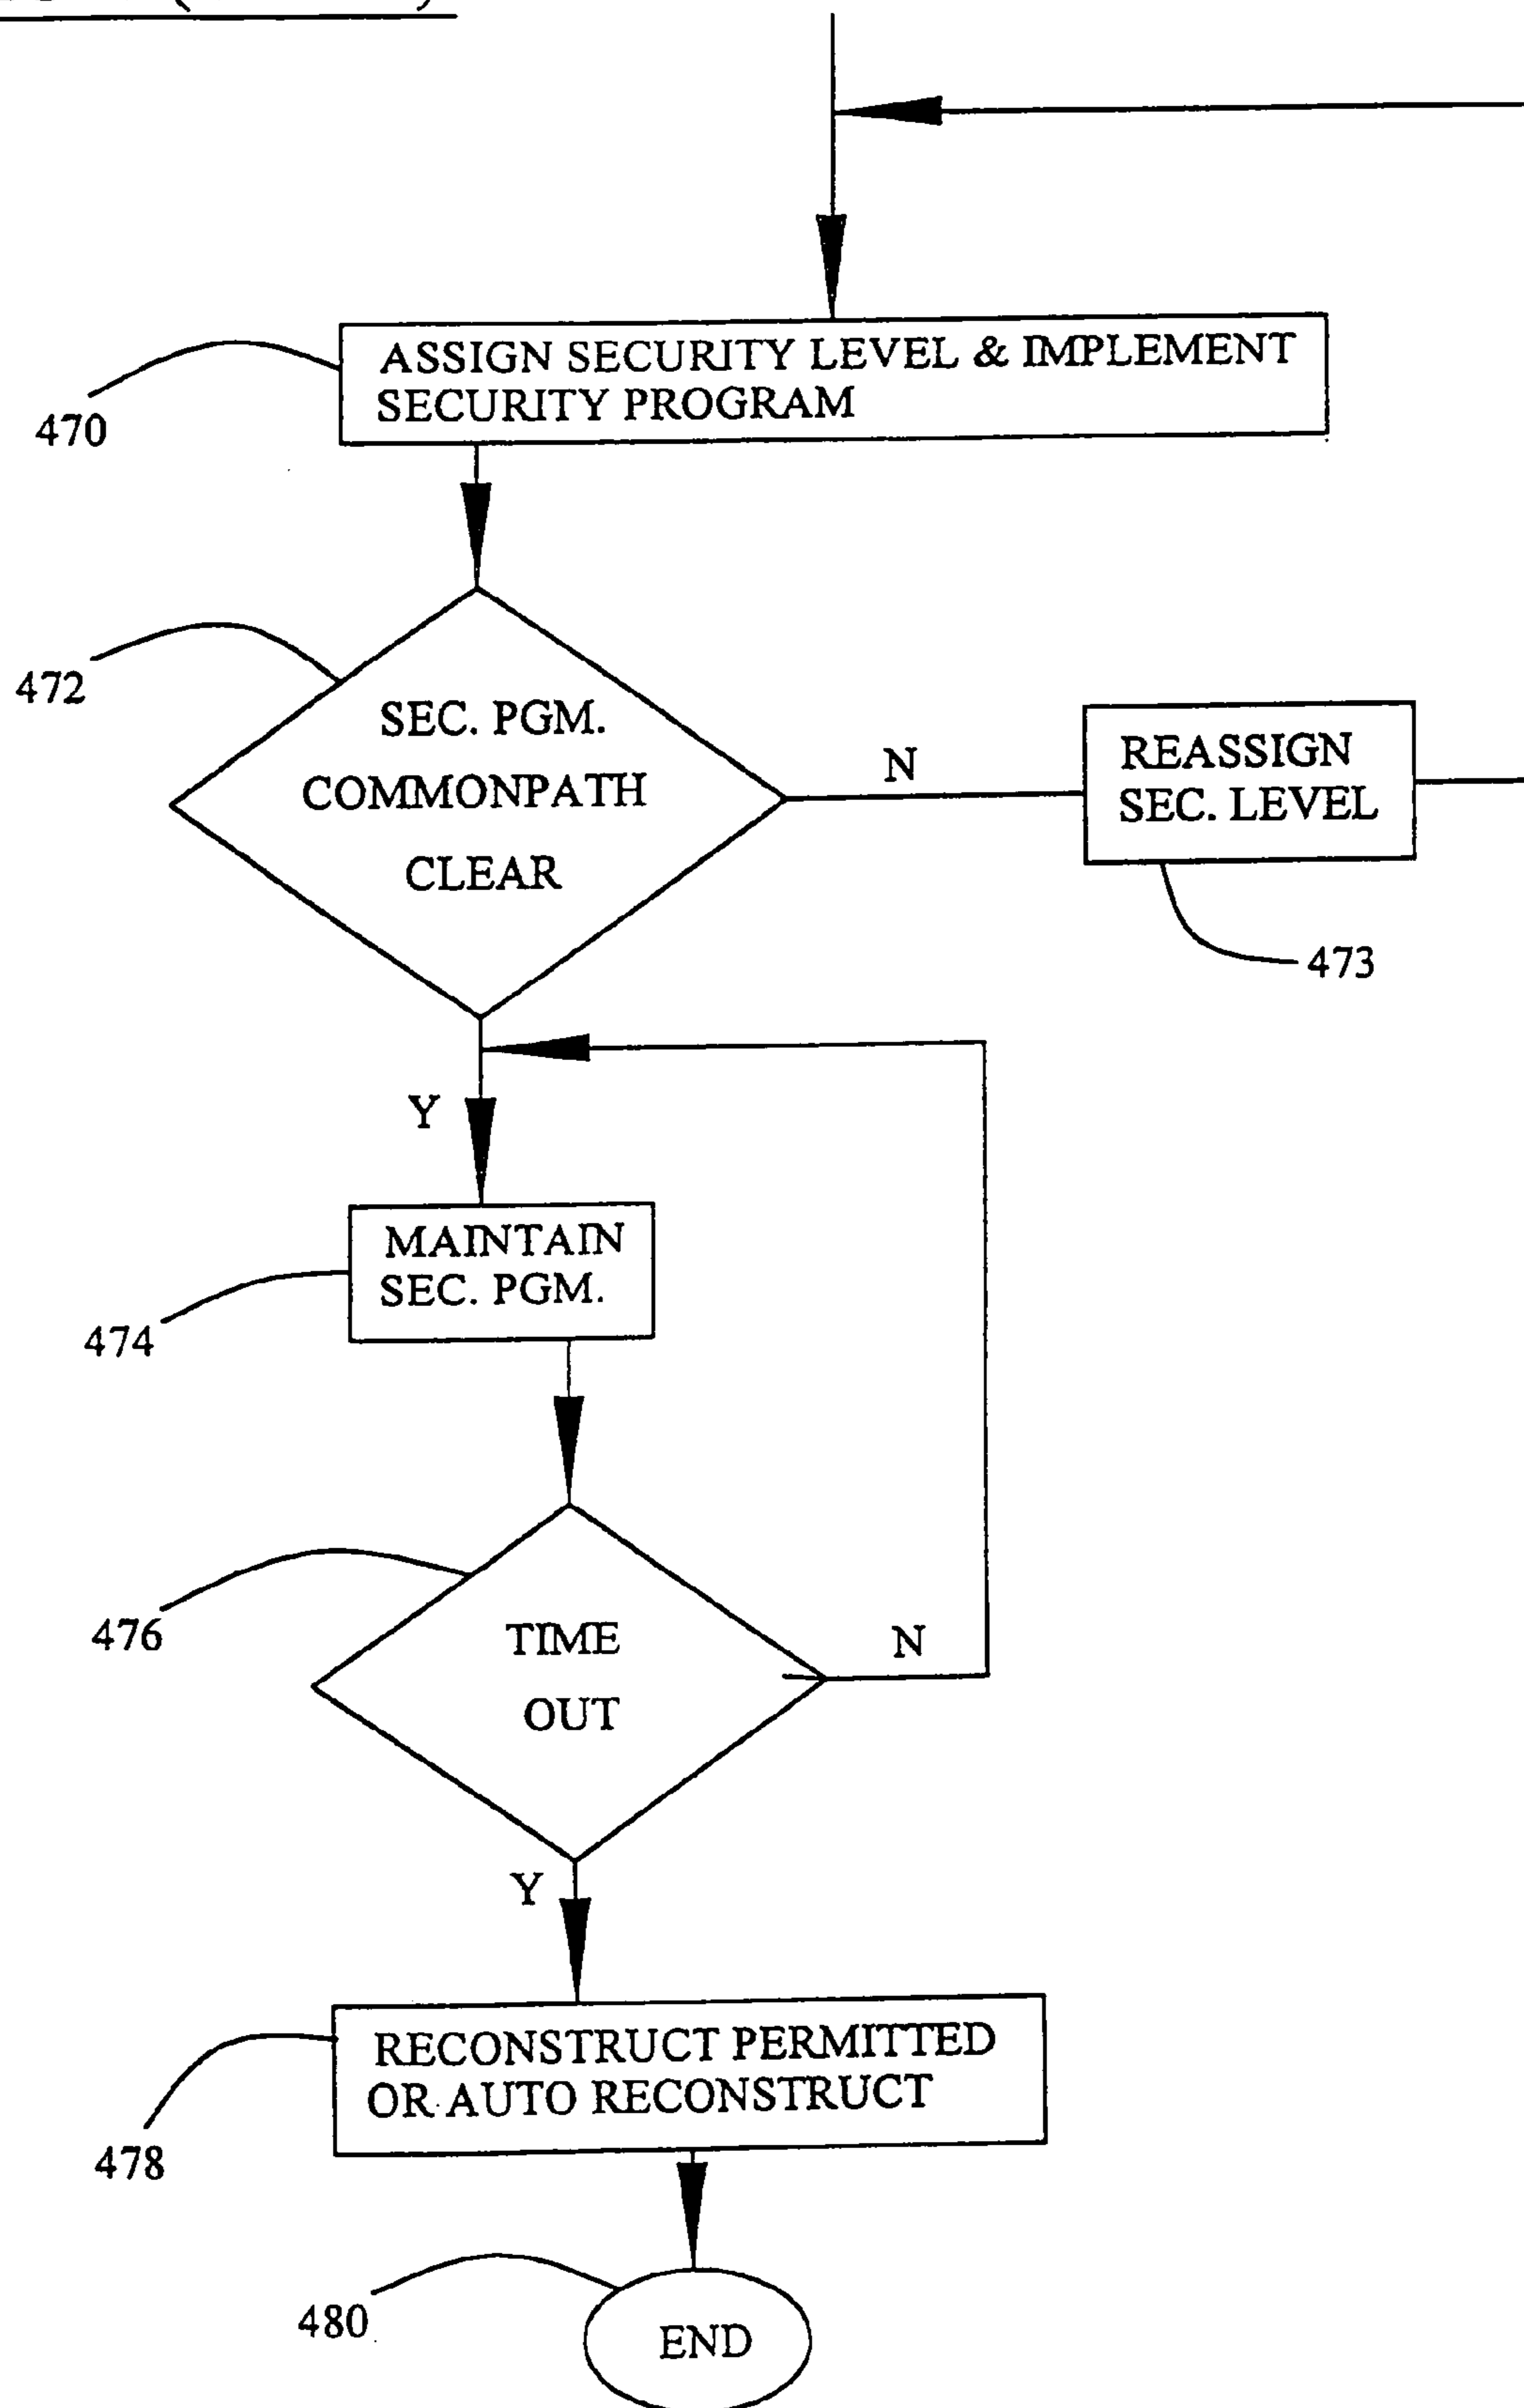 ASSIGN SECURITY LEVEL & IMPLEMENT
SECURITY PROGRAM
470
472
SEC. PGM.
COMMONPATH
CLEAR
N
REASSIGN
SEC. LEVEL
473
Y
MAINTAIN
SEC. PGM.
474
476
TIME
OUT
N
Y
RECONSTRUCT PERMITTED
OR AUTO RECONSTRUCT
478
480
END